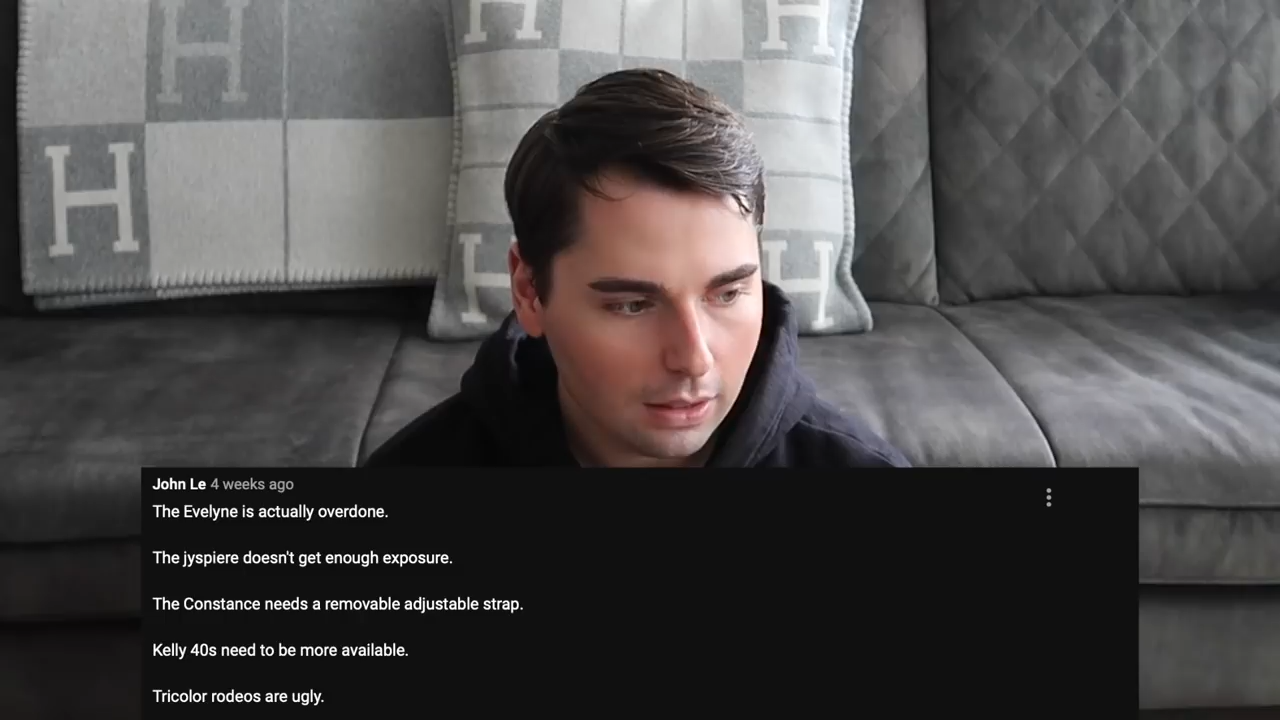 H
H
H
H
H
H
H
John Le 4 weeks ago
The Evelyne is actually overdone.
The jyspiere doesn't get enough exposure.
The Constance needs a removable adjustable strap.
Kelly 40s need to be more available.
Tricolor rodeos are ugly.